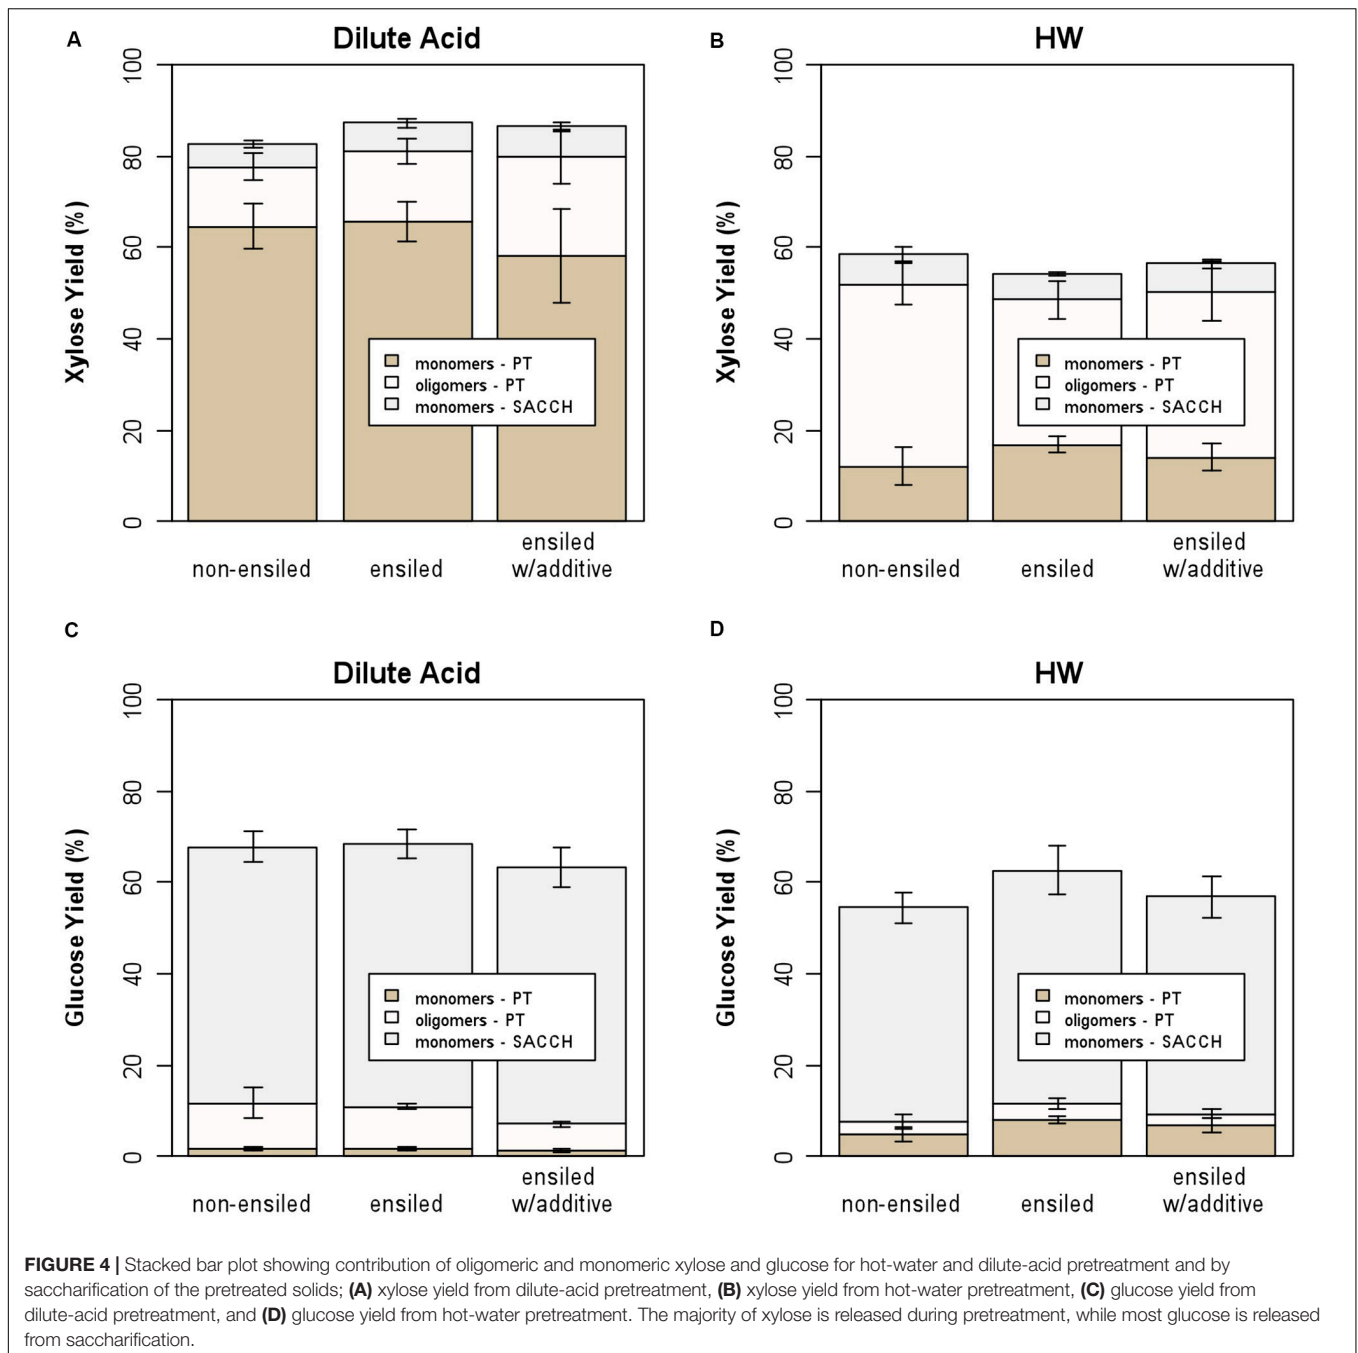 A
Dilute Acid
Xylose Yield (%)
100
80
60
40
20
0
monomers - PT
oligomers - PT
monomers - SACCH
non-ensiled
ensiled
ensiled
w/additive
B
HW
Xylose Yield (%)
100
80
60
40
20
0
monomers - PT
oligomers - PT
monomers - SACCH
non-ensiled
ensiled
ensiled
w/additive
C
Dilute Acid
Glucose Yield (%)
100
80
60
40
20
0
monomers - PT
oligomers - PT
monomers - SACCH
non-ensiled
ensiled
ensiled
w/additive
D
HW
Glucose Yield (%)
100
80
60
40
20
0
monomers - PT
oligomers - PT
monomers - SACCH
non-ensiled
ensiled
ensiled
w/additive
FIGURE 4 | Stacked bar plot showing contribution of oligomeric and monomeric xylose and glucose for hot-water and dilute-acid pretreatment and by
saccharification of the pretreated solids; (A) xylose yield from dilute-acid pretreatment, (B) xylose yield from hot-water pretreatment, (C) glucose yield from
dilute-acid pretreatment, and (D) glucose yield from hot-water pretreatment. The majority of xylose is released during pretreatment, while most glucose is released
from saccharification.